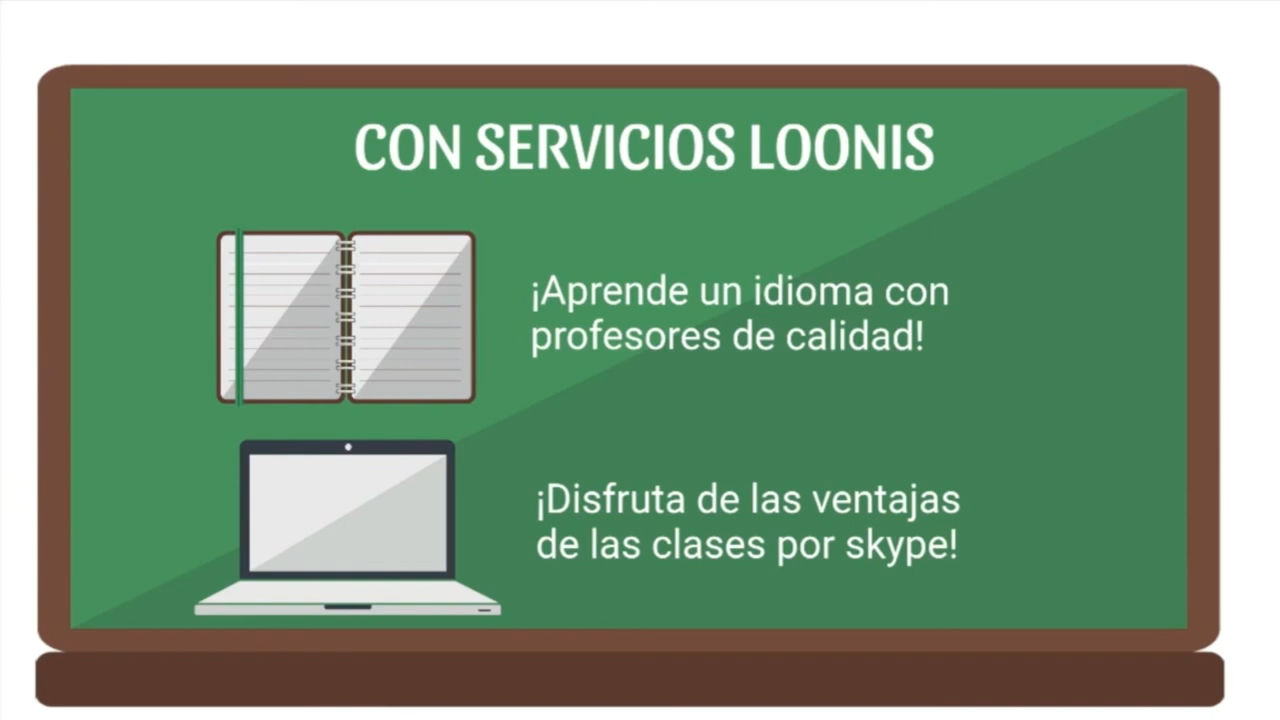 CON SERVICIOS LOONIS
¡Aprende un idioma con
profesores de calidad!
¡Disfruta de las ventajas
de las clases por skype!